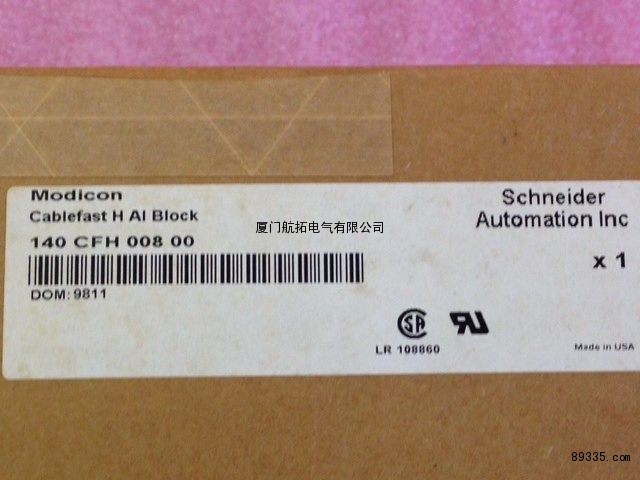 Modicon
Cablefast H AI Block
140 CFH 008 00
DOM: 9811
Schneider
Automation Inc
x 1
厦门航拓电气有限公司
LR 108860
Made in USA
89335.com